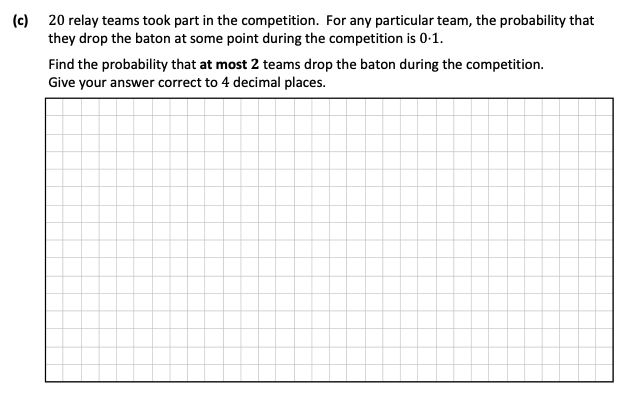 (c) 20 relay teams took part in the competition. For any particular team, the probability that
they drop the baton at some point during the competition is 0·1.
Find the probability that at most 2 teams drop the baton during the competition.
Give your answer correct to 4 decimal places.